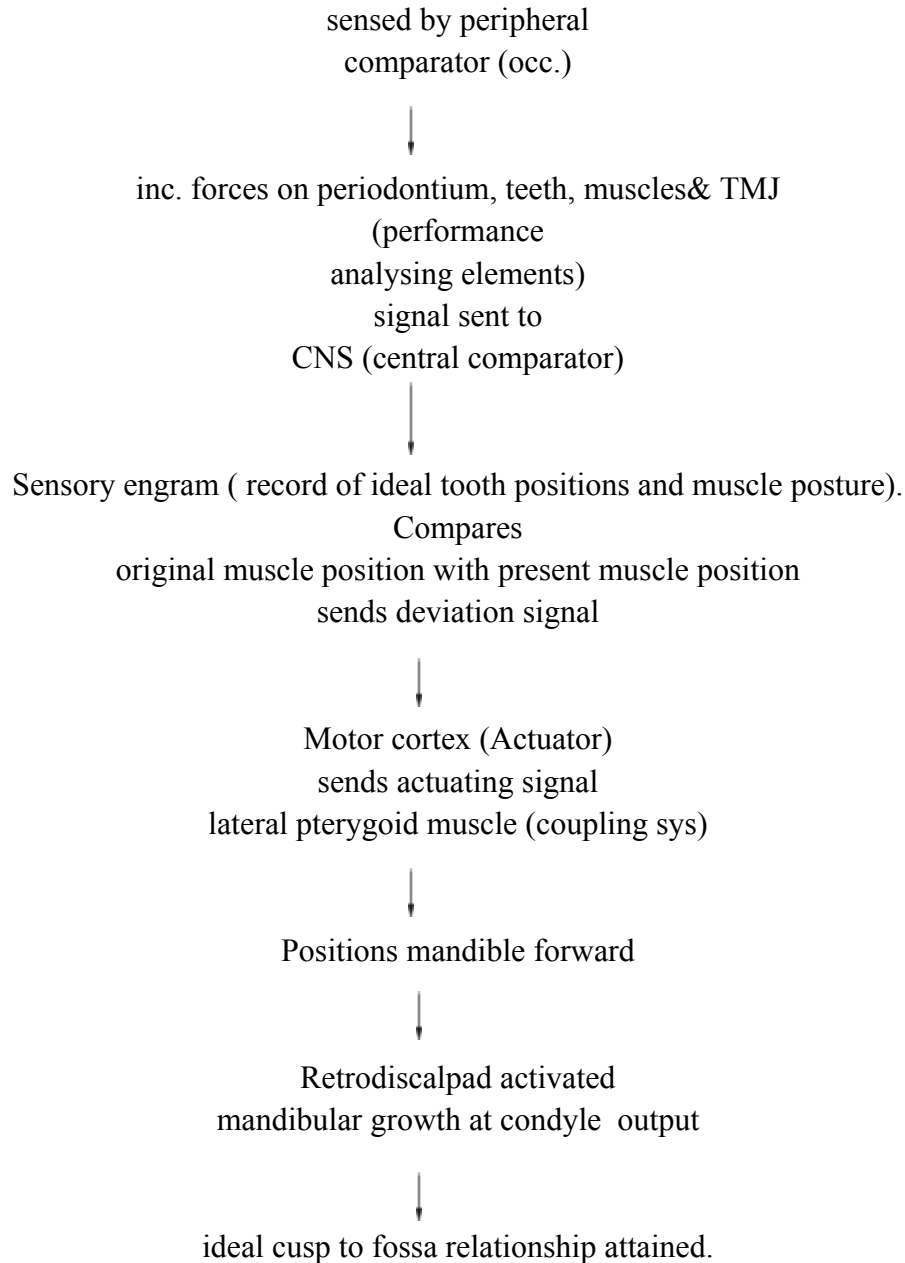 sensed by peripheral
comparator (occ.)
inc. forces on periodontium, teeth, muscles& TMJ
(performance
analysing elements)
signal sent to
CNS (central comparator)
Sensory engram ( record of ideal tooth positions and muscle posture).
Compares
original muscle position with present muscle position
sends deviation signal
Motor cortex (Actuator)
sends actuating signal
lateral pterygoid muscle (coupling sys)
Positions mandible forward
Retrodiscalpad activated
mandibular growth at condyle output
ideal cusp to fossa relationship attained.